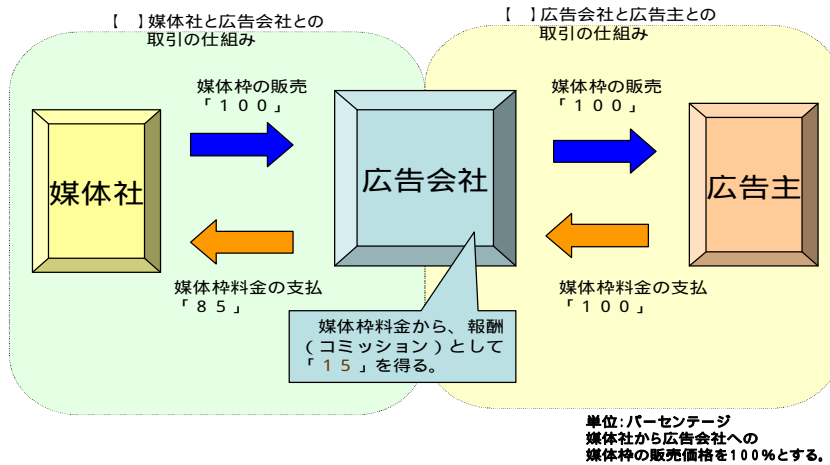 【　】媒体社と広告会社との
取引の仕組み
【　】広告会社と広告主との
取引の仕組み
媒体枠の販売
「１００」
媒体枠の販売
「１００」
媒体社
広告会社
広告主
媒体枠料金の支払
「８５」
媒体枠料金の支払
「１００」
媒体枠料金から、報酬
（コミッション）として
「１５」を得る。
単位：パーセンテージ
媒体社から広告会社への
媒体枠の販売価格を１００％とする。